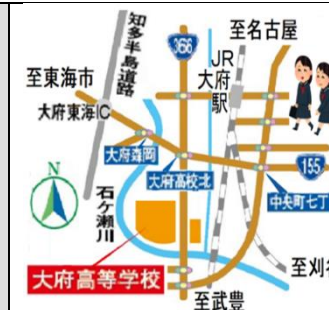 知多半島道路
366
至名古屋
JR
大府駅
至東海市
大府東海IC
大府森岡
大府高校北
155
中央町七丁
N
石ケ瀬川
大府高等学校
至刈谷
至武豊